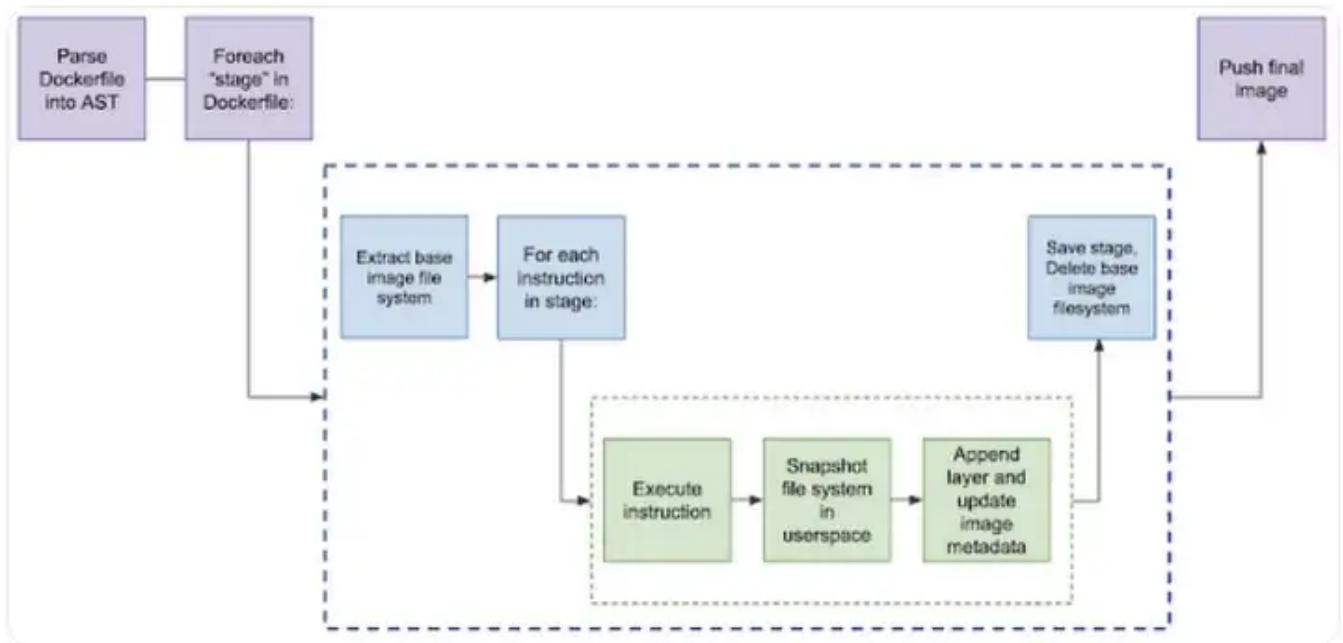 Parse
Dockerfile
into AST
Foreach
"stage" in
Dockerfile:
Push final
image
Extract base
image file
system
For each
instruction
in stage:
Save stage,
Delete base
image
filesystem
Execute
instruction
Snapshot
file system
in
userspace
Append
layer and
update
image
metadata